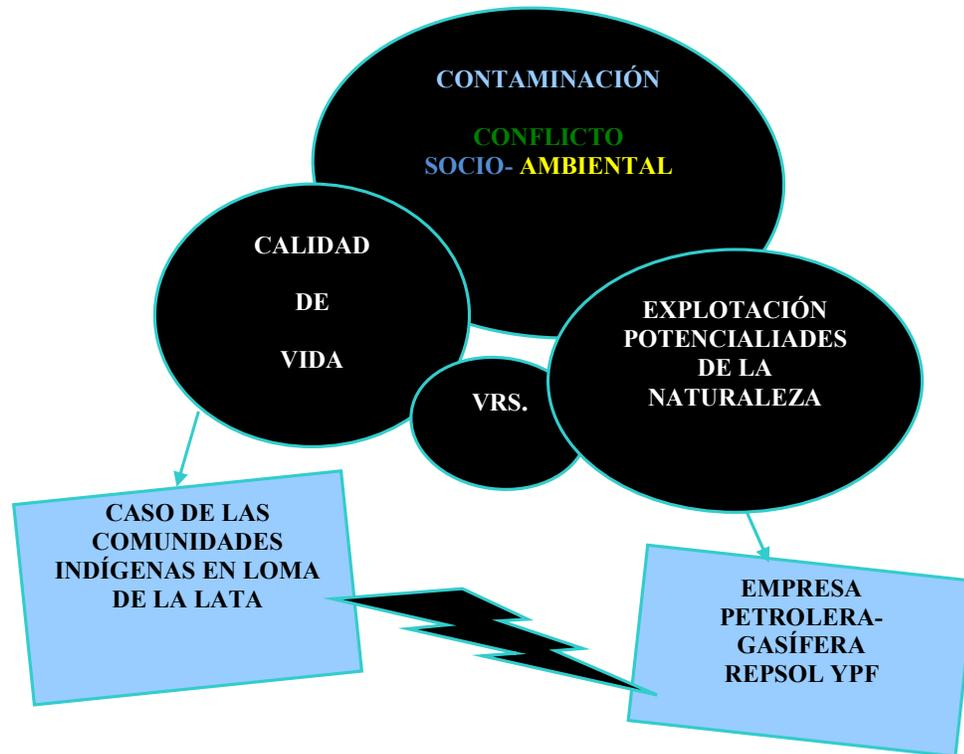 CONTAMINACIÓN
CONFLICTO
SOCIO- AMBIENTAL
CALIDAD
DE
VIDA
VRS.
EXPLOTACIÓN
POTENCIALIADES
DE LA
NATURALEZA
CASO DE LAS
COMUNIDADES
INDÍGENAS EN LOMA
DE LA LATA
EMPRESA
PETROLERA-
GASÍFERA
REPSOL YPF